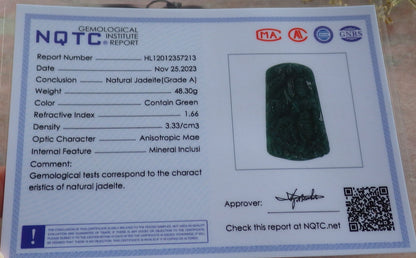 NQTC® GEMOLOGICAL INSTITUTE REPORT
MA
GNHS
Report Number HL12012357213
Date Nov 25.2023
Conclusion Natural Jadeite(Grade A)
Weight 48.30g
Color Contain Green
Refractive Index 1.66
Density 3.33/cm3
Optic Character Anisotropic Mae
Internal Feature Mineral Inclusi
Comment:
Gemological tests correspond to the charact
eristics of natural jadeite.
Approver:
Check this report at NQTC.net